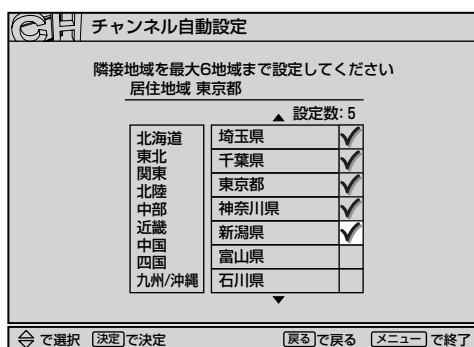 CH チャンネル自動設定
隣接地域を最大6地域まで設定してください
居住地域 東京都
▲ 設定数: 5
北海道
東北
関東
北陸
中部
近畿
中国
四国
九州/沖縄
埼玉県
千葉県
東京都
神奈川県
新潟県
富山県
石川県
▼
で選択 決定で決定 戻るで戻る メニューで終了